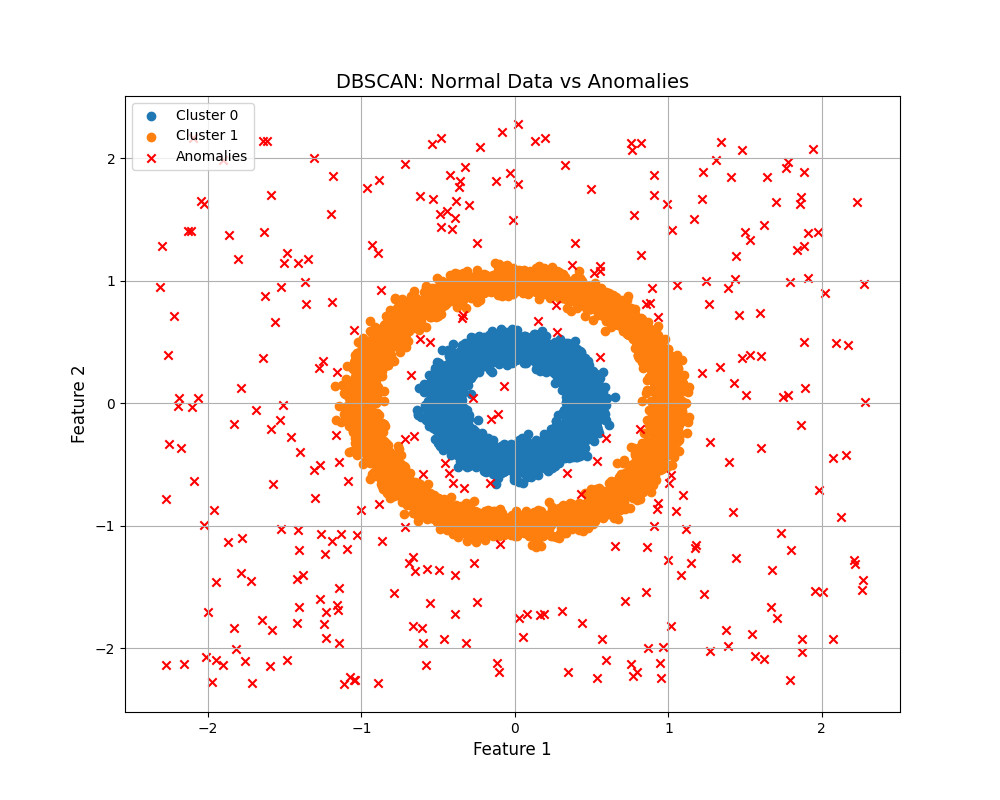 DBSCAN: Normal Data vs Anomalies
Cluster 0
Cluster 1
Anomalies
Feature 2
2
1
0
−1
−2
−2
−1
0
1
2
Feature 1